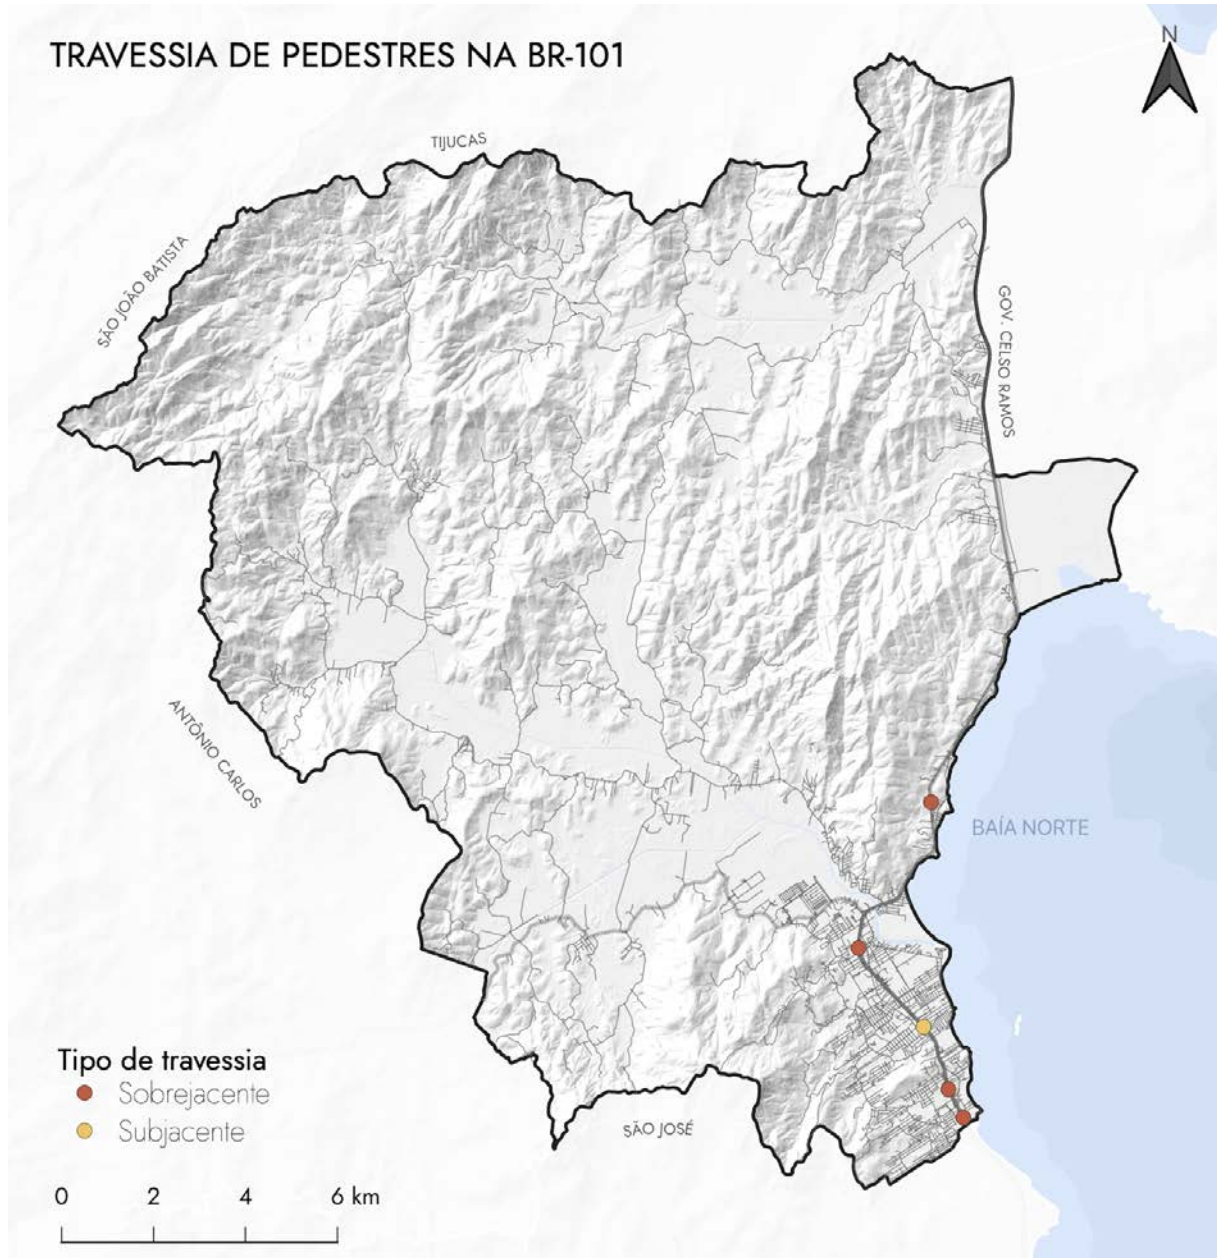 TRAVESSIA DE PEDESTRES NA BR-101
N
TIJUCAS
SÃO JOÃO BATISTA
GOV. CELSO RAMOS
ANTÔNIO CARLOS
BAÍA NORTE
SÃO JOSÉ
Tipo de travessia
Sobrejacente
Subjacente
0 2 4 6 km